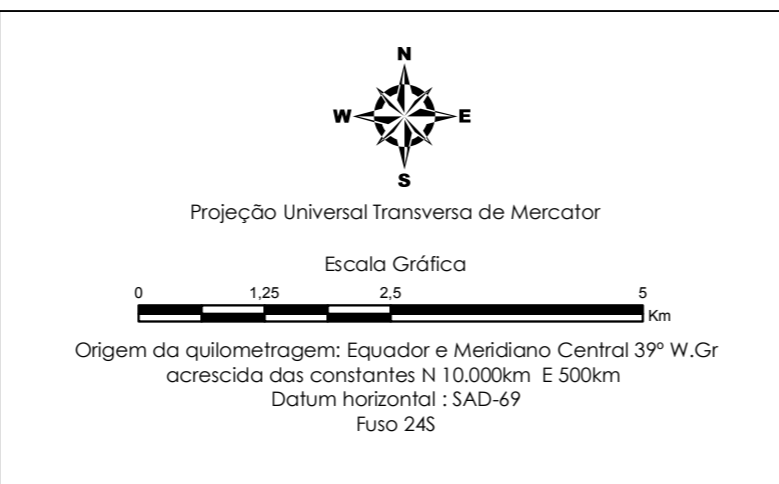 N
W E
S
Projeção Universal Transversa de Mercator
Escala Gráfica
0 1,25 2,5 5
Km
Origem da quilometragem: Equador e Meridiano Central 39º W.Gr
acrescida das constantes N 10.000km E 500km
Datum horizontal : SAD-69
Fuso 24S